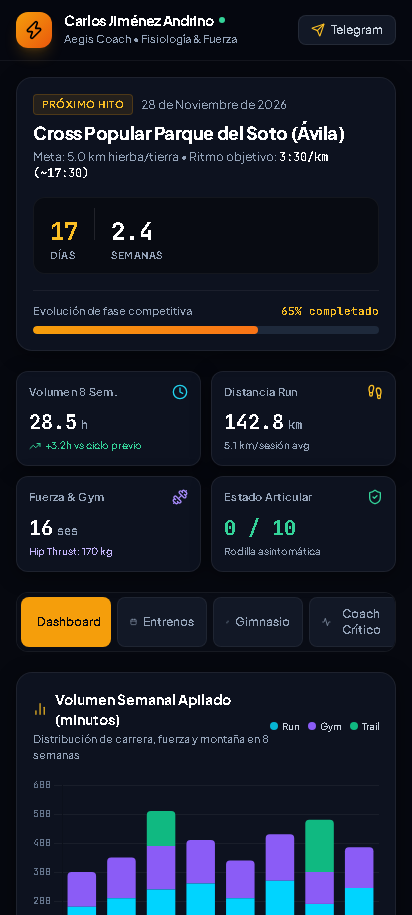 Carlos Jiménez Andrino
Aegis Coach • Fisiología & Fuerza
Telegram
PRÓXIMO HITO
28 de Noviembre de 2026
Cross Popular Parque del Soto (Ávila)
Meta: 5.0 km hierba/tierra • Ritmo objetivo: 3:30/km
(~17:30)
17
2.4
DÍAS
SEMANAS
Evolución de fase competitiva
65% completado
Volumen 8 Sem.
28.5 h
+3.2h vs ciclo previo
Distancia Run
142.8 km
5.1 km/sesión avg
Fuerza & Gym
16 ses
Hip Thrust: 170 kg
Estado Articular
0 / 10
Rodilla asintomática
Dashboard
Entrenos
Gimnasio
Coach
Crítico
Volumen Semanal Apilado
(minutos)
Distribución de carrera, fuerza y montaña en 8
semanas
Run
Gym
Trail
600
500
400
300
200